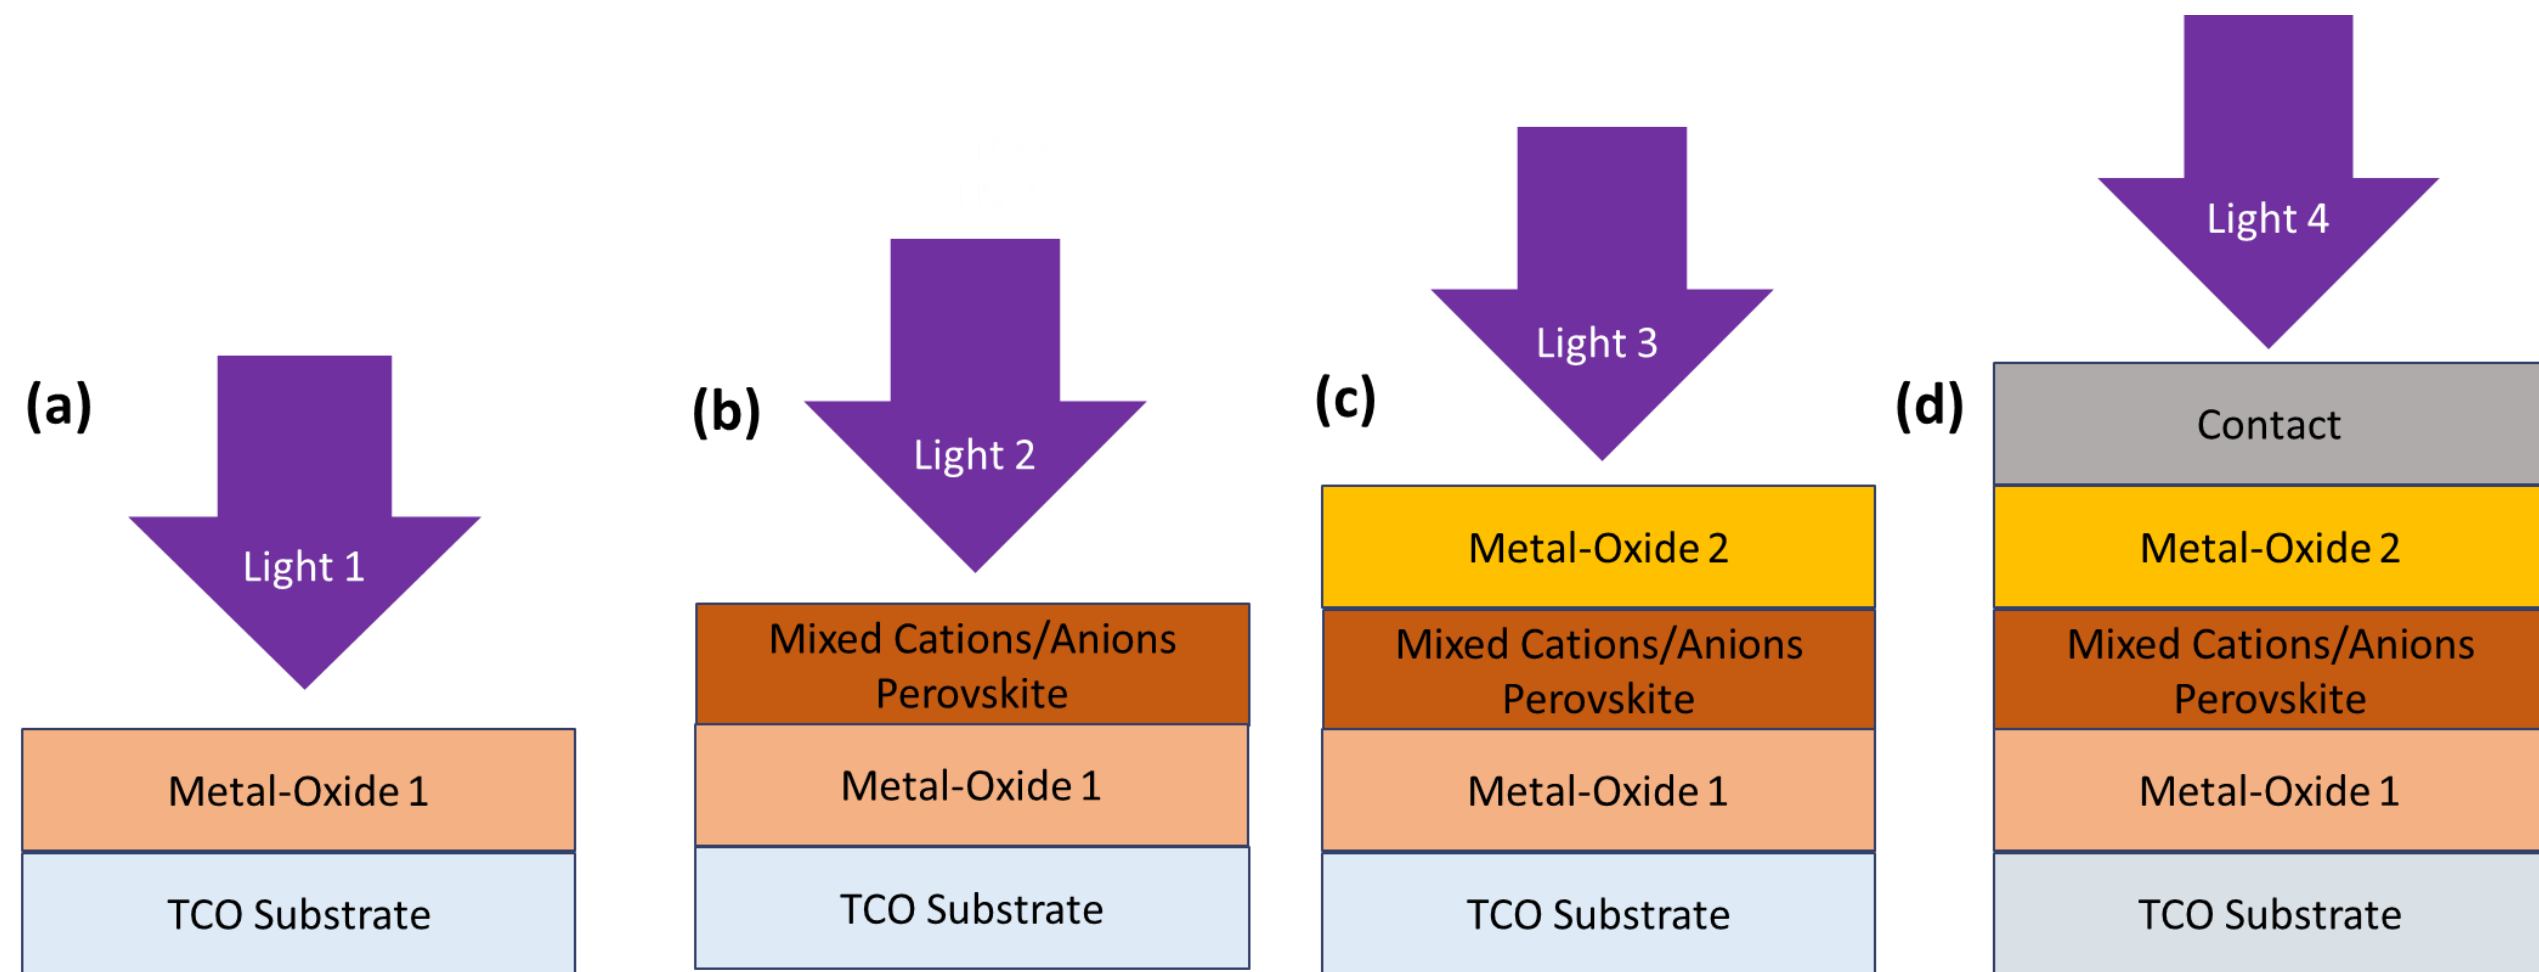 (a)
Light 1
Metal-Oxide 1
TCO Substrate
(b)
Light 2
Mixed Cations/Anions
Perovskite
Metal-Oxide 1
TCO Substrate
(c)
Light 3
Metal-Oxide 2
Mixed Cations/Anions
Perovskite
Metal-Oxide 1
TCO Substrate
(d)
Light 4
Contact
Metal-Oxide 2
Mixed Cations/Anions
Perovskite
Metal-Oxide 1
TCO Substrate